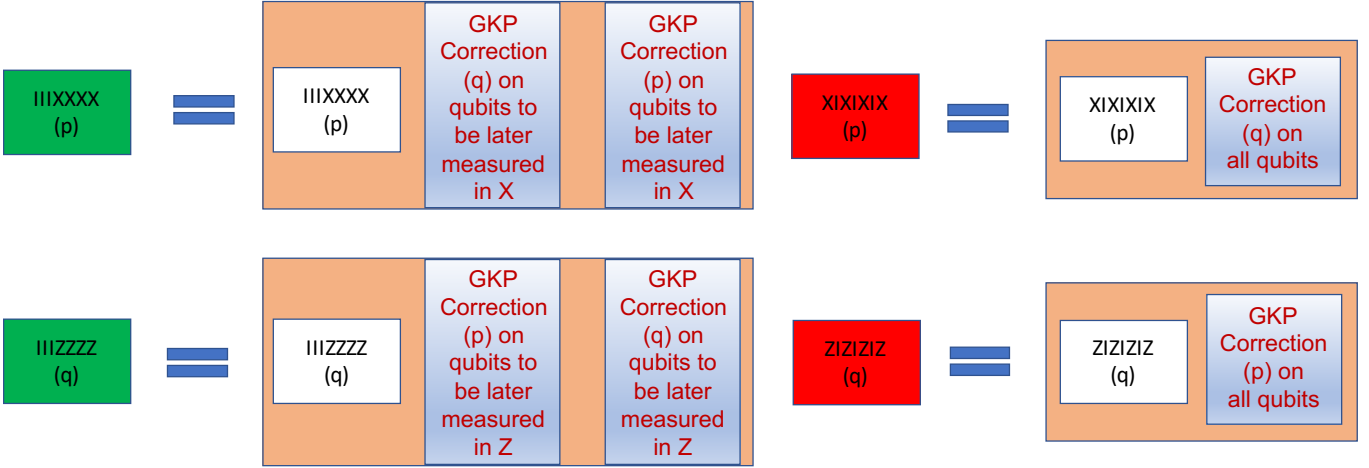 IIIXXXX
(p)
IIIXXXX
(p)
GKP
Correction
(q) on
qubits to
be later
measured
in X
GKP
Correction
(p) on
qubits to
be later
measured
in X
XIXIXIX
(p)
XIXIXIX
(p)
GKP
Correction
(q) on
all qubits
IIIZZZZ
(q)
IIIZZZZ
(q)
GKP
Correction
(p) on
qubits to
be later
measured
in Z
GKP
Correction
(q) on
qubits to
be later
measured
in Z
ZIZIZIZ
(q)
ZIZIZIZ
(q)
GKP
Correction
(p) on
all qubits